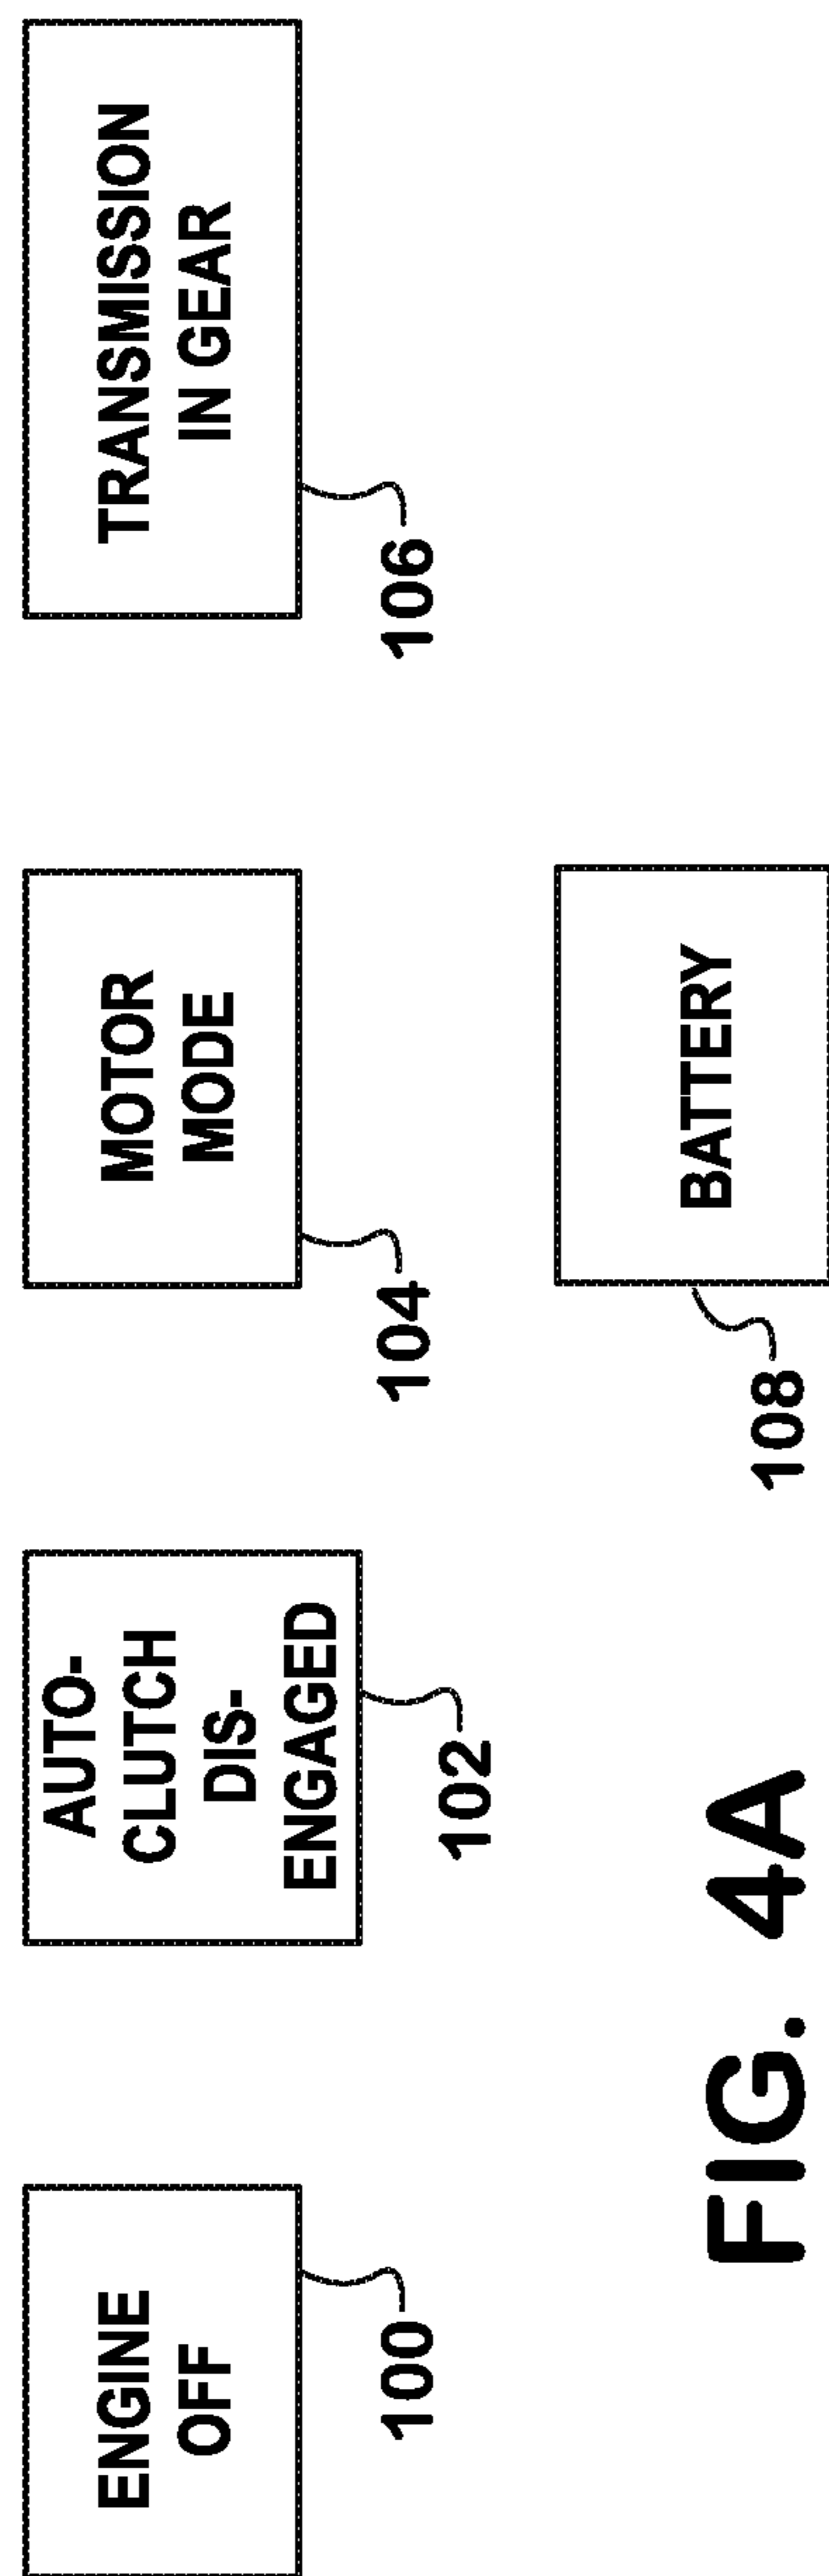 ENGINE
OFF
100
AUTO-
CLUTCH
DIS-
ENGAGED
102
MOTOR
MODE
104
TRANSMISSION
IN GEAR
106
BATTERY
108
FIG. 4A